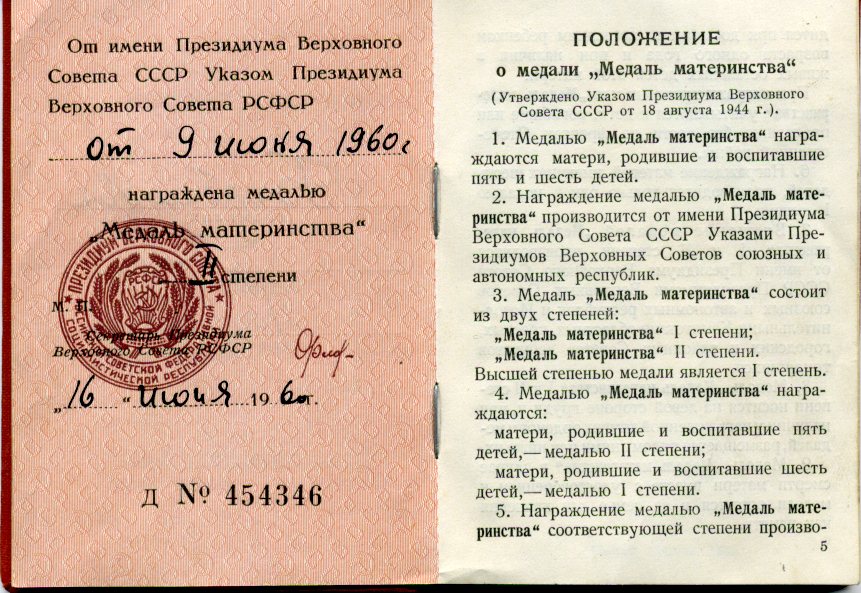 От имени Президиума Верховного
Совета СССР Указом Президиума
Верховного Совета РСФСР
от 9 июня 1960г
награждена медалью
„Медаль материнства“
II степени
М. П.
Секретарь Президиума
Верховного Совета РСФСР
„16“ июня 1960 г.
Д № 454346
ПРЕЗИДИУМ ВЕРХОВНОГО СОВЕТА
РСФСР
ПОЛОЖЕНИЕ
о медали „Медаль материнства“
(Утверждено Указом Президиума Верховного
Совета СССР от 18 августа 1944 г.).
1. Медалью „Медаль материнства“ награ-
ждаются матери, родившие и воспитавшие
пять и шесть детей.
2. Награждение медалью „Медаль мате-
ринства“ производится от имени Президиума
Верховного Совета СССР Указами Пре-
зидиумов Верховных Советов союзных и
автономных республик.
3. Медаль „Медаль материнства“ состоит
из двух степеней:
„Медаль материнства“ I степени;
„Медаль материнства“ II степени.
Высшей степенью медали является I степень.
4. Медалью „Медаль материнства“ награ-
ждаются:
матери, родившие и воспитавшие пять
детей,— медалью II степени;
матери, родившие и воспитавшие шесть
детей,— медалью I степени.
5. Награждение медалью „Медаль мате-
ринства“ соответствующей степени произво-
5